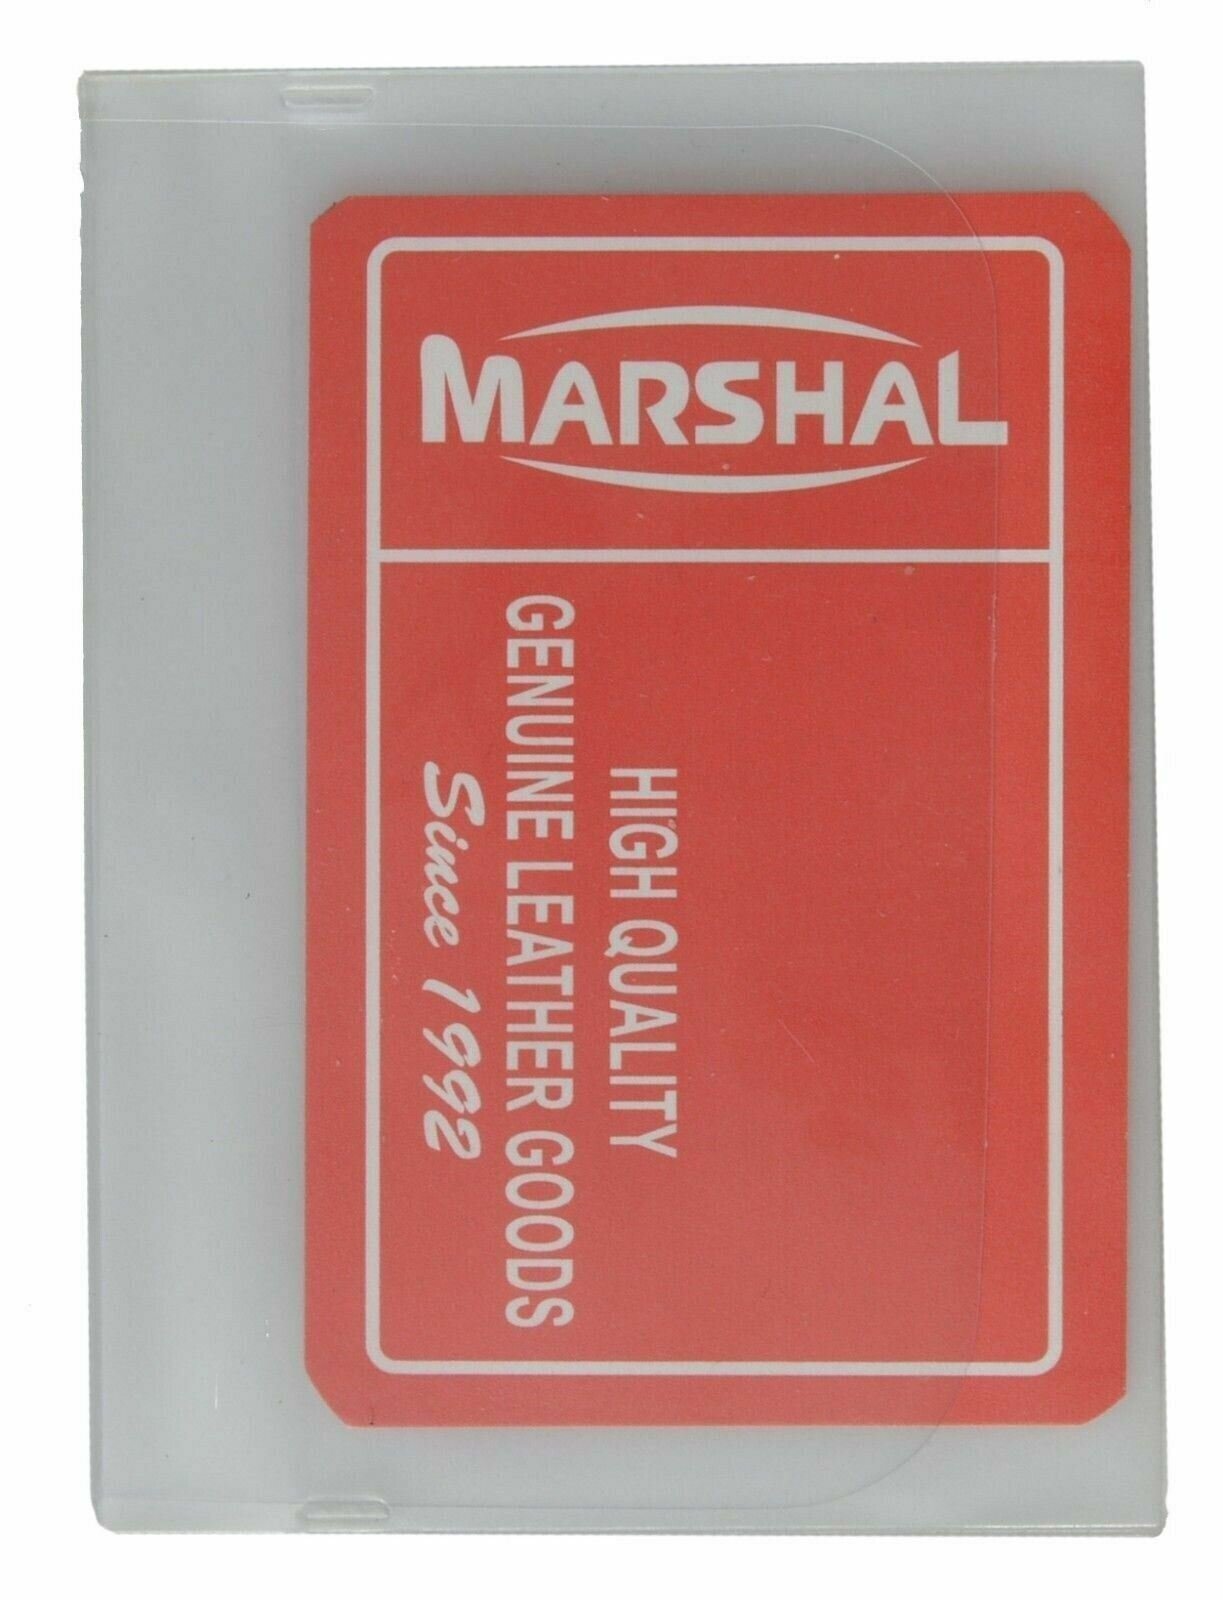 MARSHAL
HIGH QUALITY
GENUINE LEATHER GOODS
Since 1992